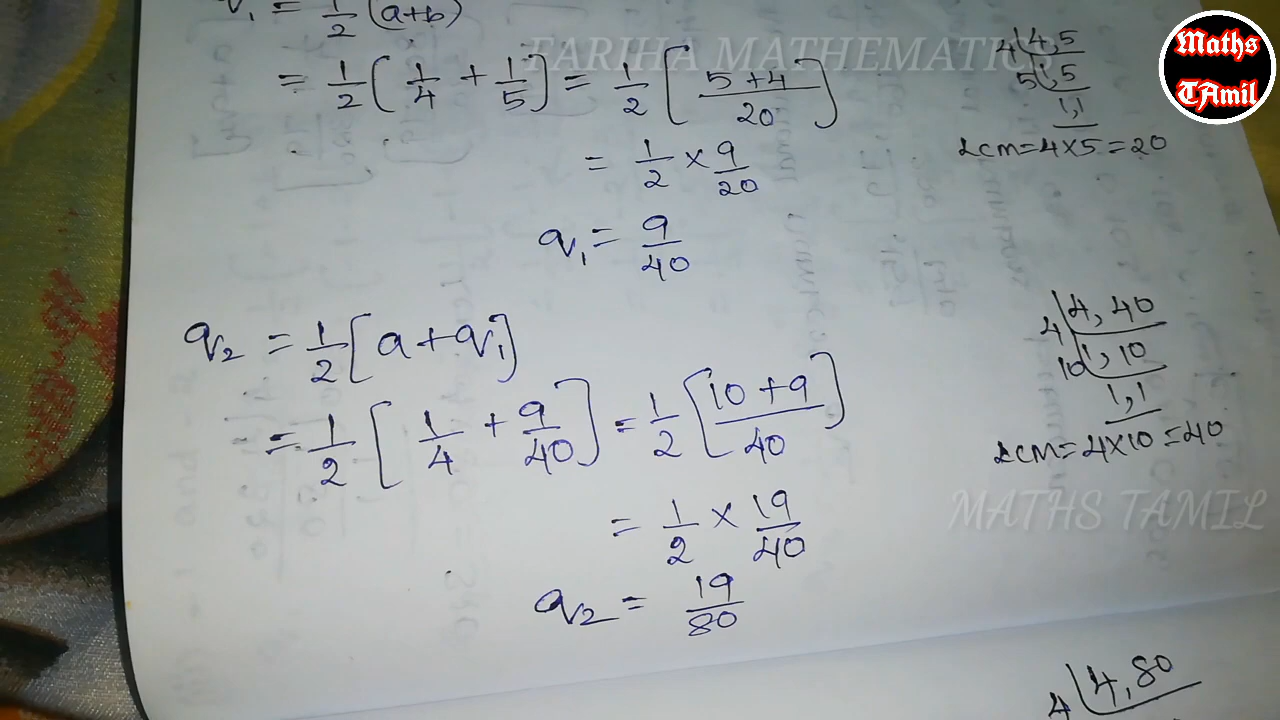 q₁ = 1/2 (a+b)
= 1/2 [ 1/4 + 1/5 ] = 1/2 [ (5+4)/20 ]
= 1/2 × 9/20
q₁ = 9/40
q₂ = 1/2 [ a + q₁ ]
= 1/2 [ 1/4 + 9/40 ] = 1/2 [ (10+9)/40 ]
= 1/2 × 19/40
q₂ = 19/80
4 | 4, 5
5 | 1, 5
1, 1
LCM = 4×5 = 20
4 | 4, 40
10 | 1, 10
1, 1
LCM = 4×10 = 40
4 | 4, 80
FARIHA MATHEMATIC
Maths
TAmil
MATHS TAMIL